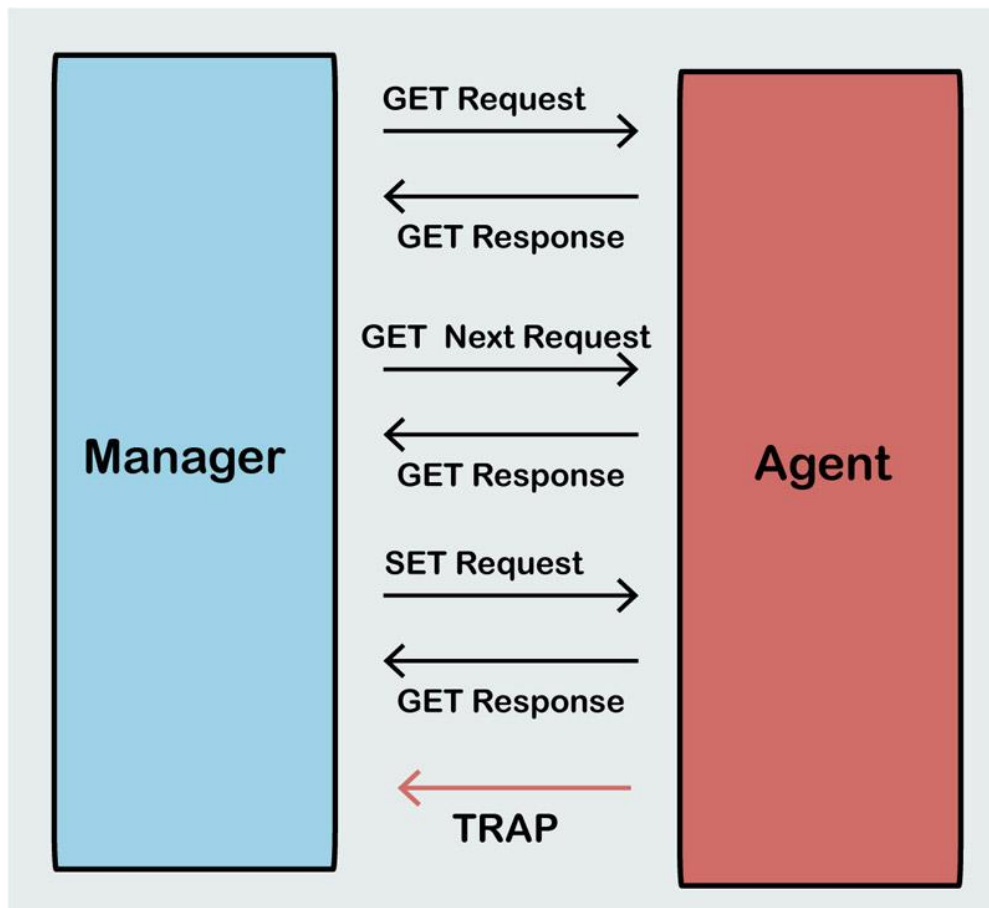 GET Request
GET Response
GET Next Request
Manager
Agent
GET Response
SET Request
GET Response
TRAP